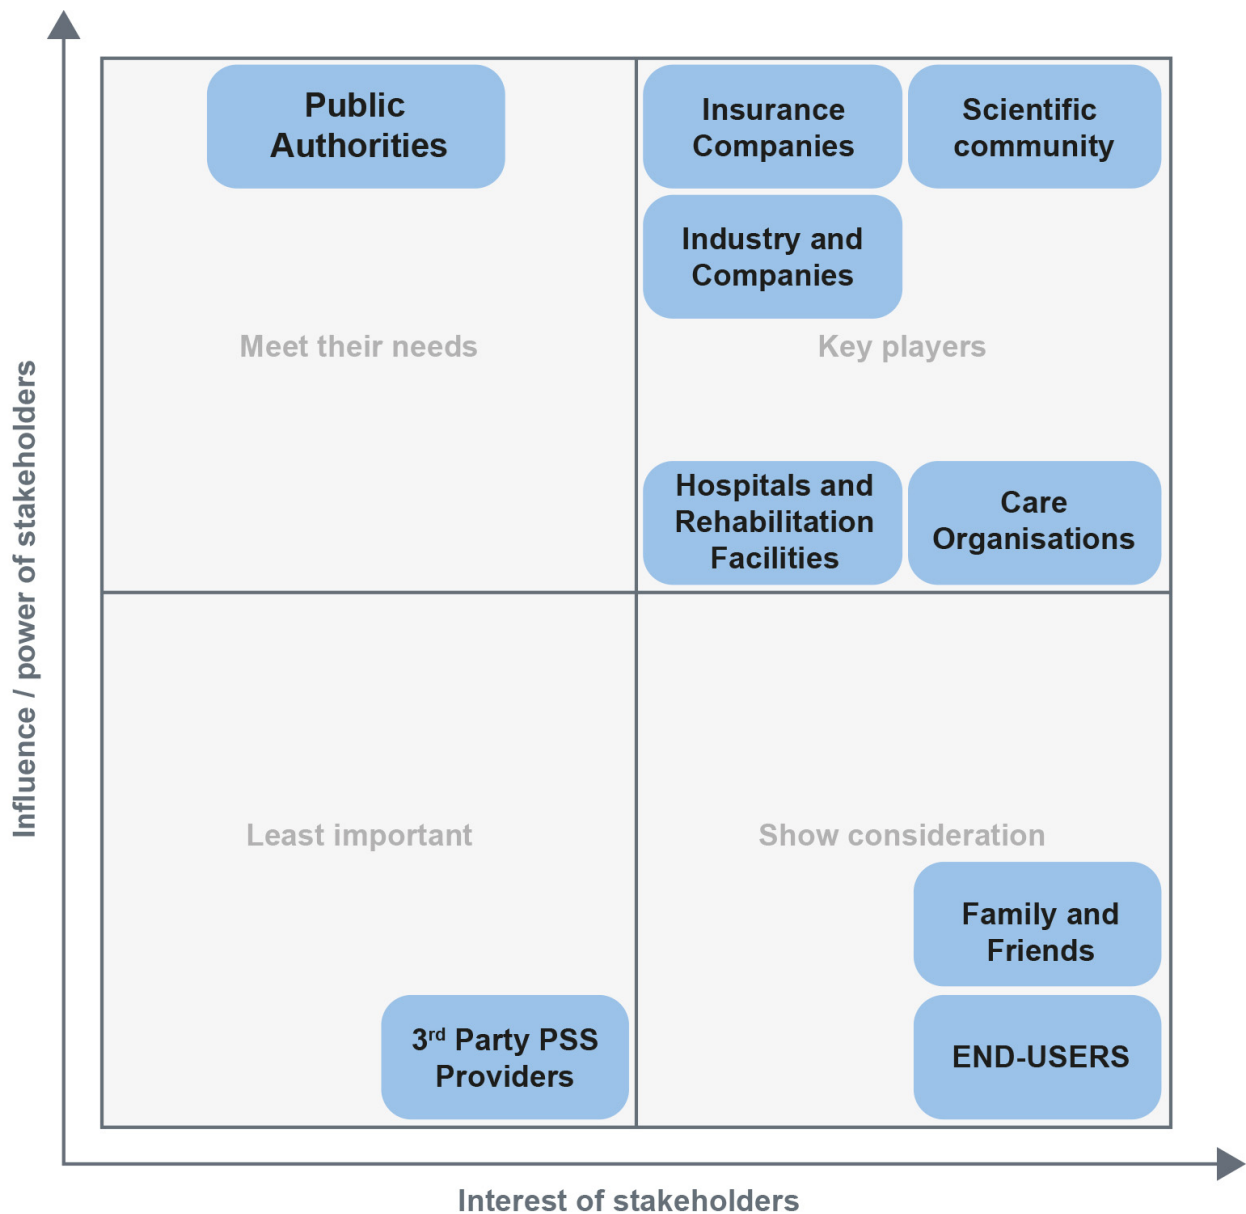 Public
Authorities
Insurance
Companies
Scientific
community
Industry and
Companies
Meet their needs
Key players
Hospitals and
Rehabilitation
Facilities
Care
Organisations
Influence / power of stakeholders
Least important
Show consideration
Family and
Friends
3rd Party PSS
Providers
END-USERS
Interest of stakeholders